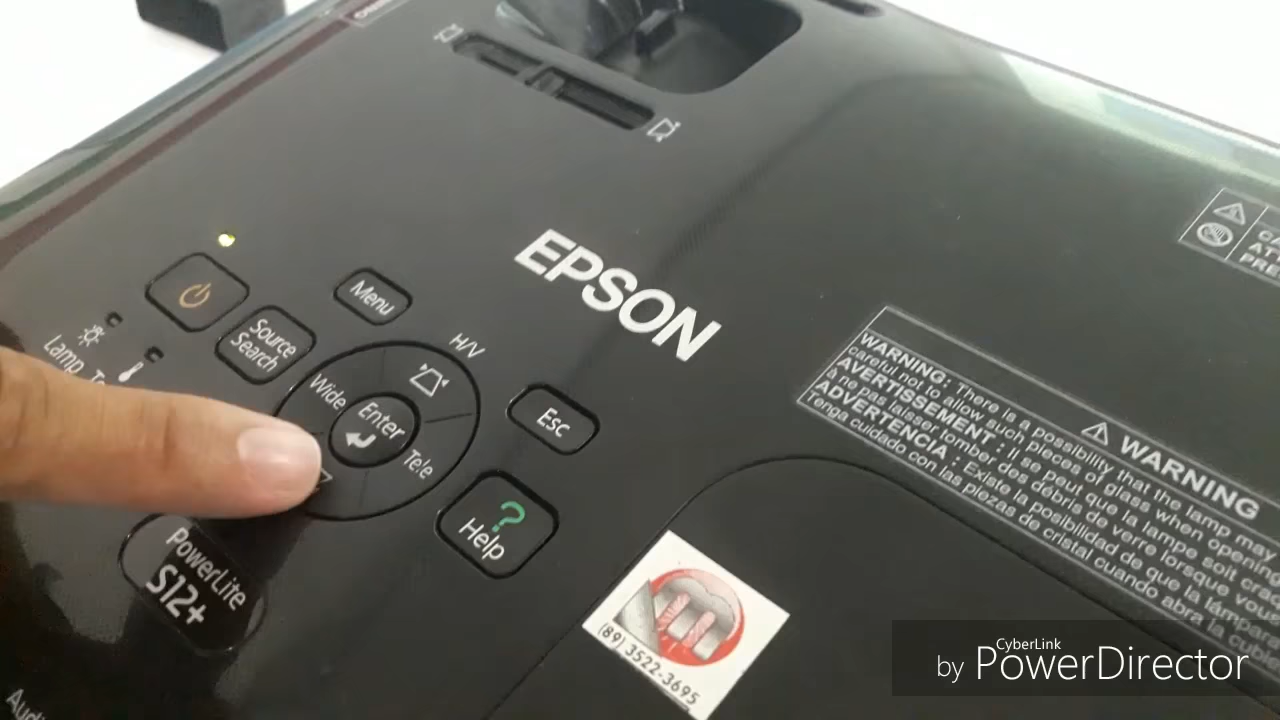 EPSON
Menu
H/V
Source
Search
Lamp
Wide
Enter
Tele
Esc
?
Help
PowerLite
S12+
WARNING
WARNING: There is a possibility that the lamp may
careful not to allow such pieces of glass when opening
AVERTISSEMENT : Il se peut que la lampe soit
à ne pas laisser tomber des débris de verre lorsque vous
ADVERTENCIA : Existe la posibilidad de que la lámpara
Tenga cuidado con las piezas de cristal cuando abra la
(89) 3522-3695
CyberLink
by PowerDirector